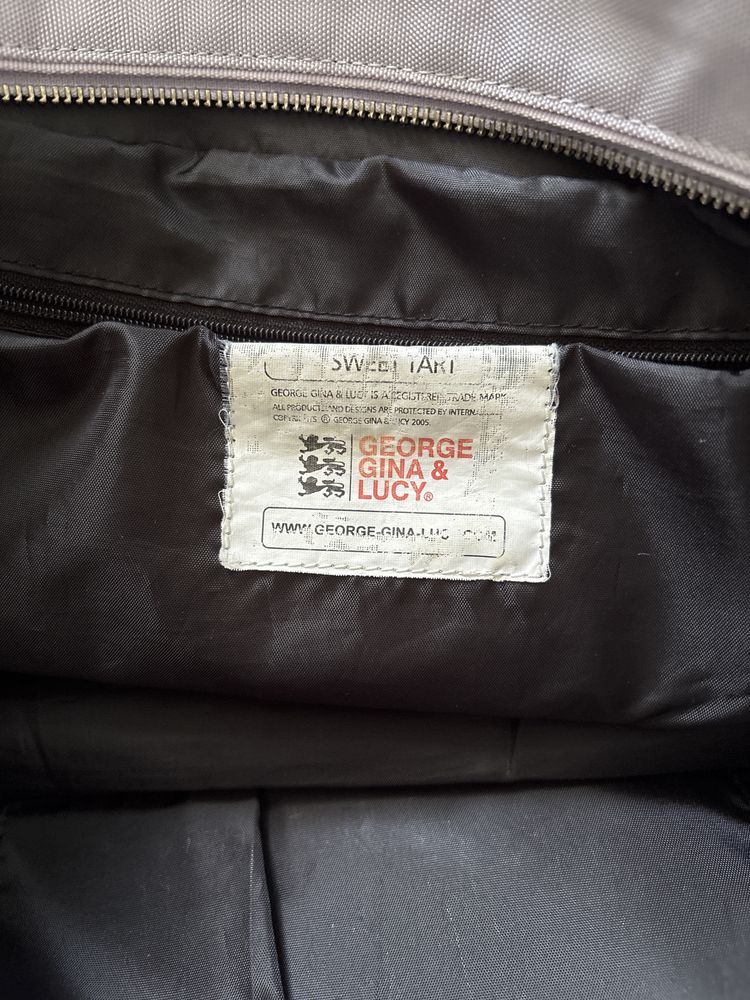 SWEET TART
GEORGE GINA & LUCY IS A REGISTERED TRADE MARK
ALL PRODUCTS AND DESIGNS ARE PROTECTED BY INTERN
COPYRIGHTS ® GEORGE GINA & LUCY 2005
GEORGE
GINA &
LUCY®
WWW.GEORGE-GINA-LUCY.COM